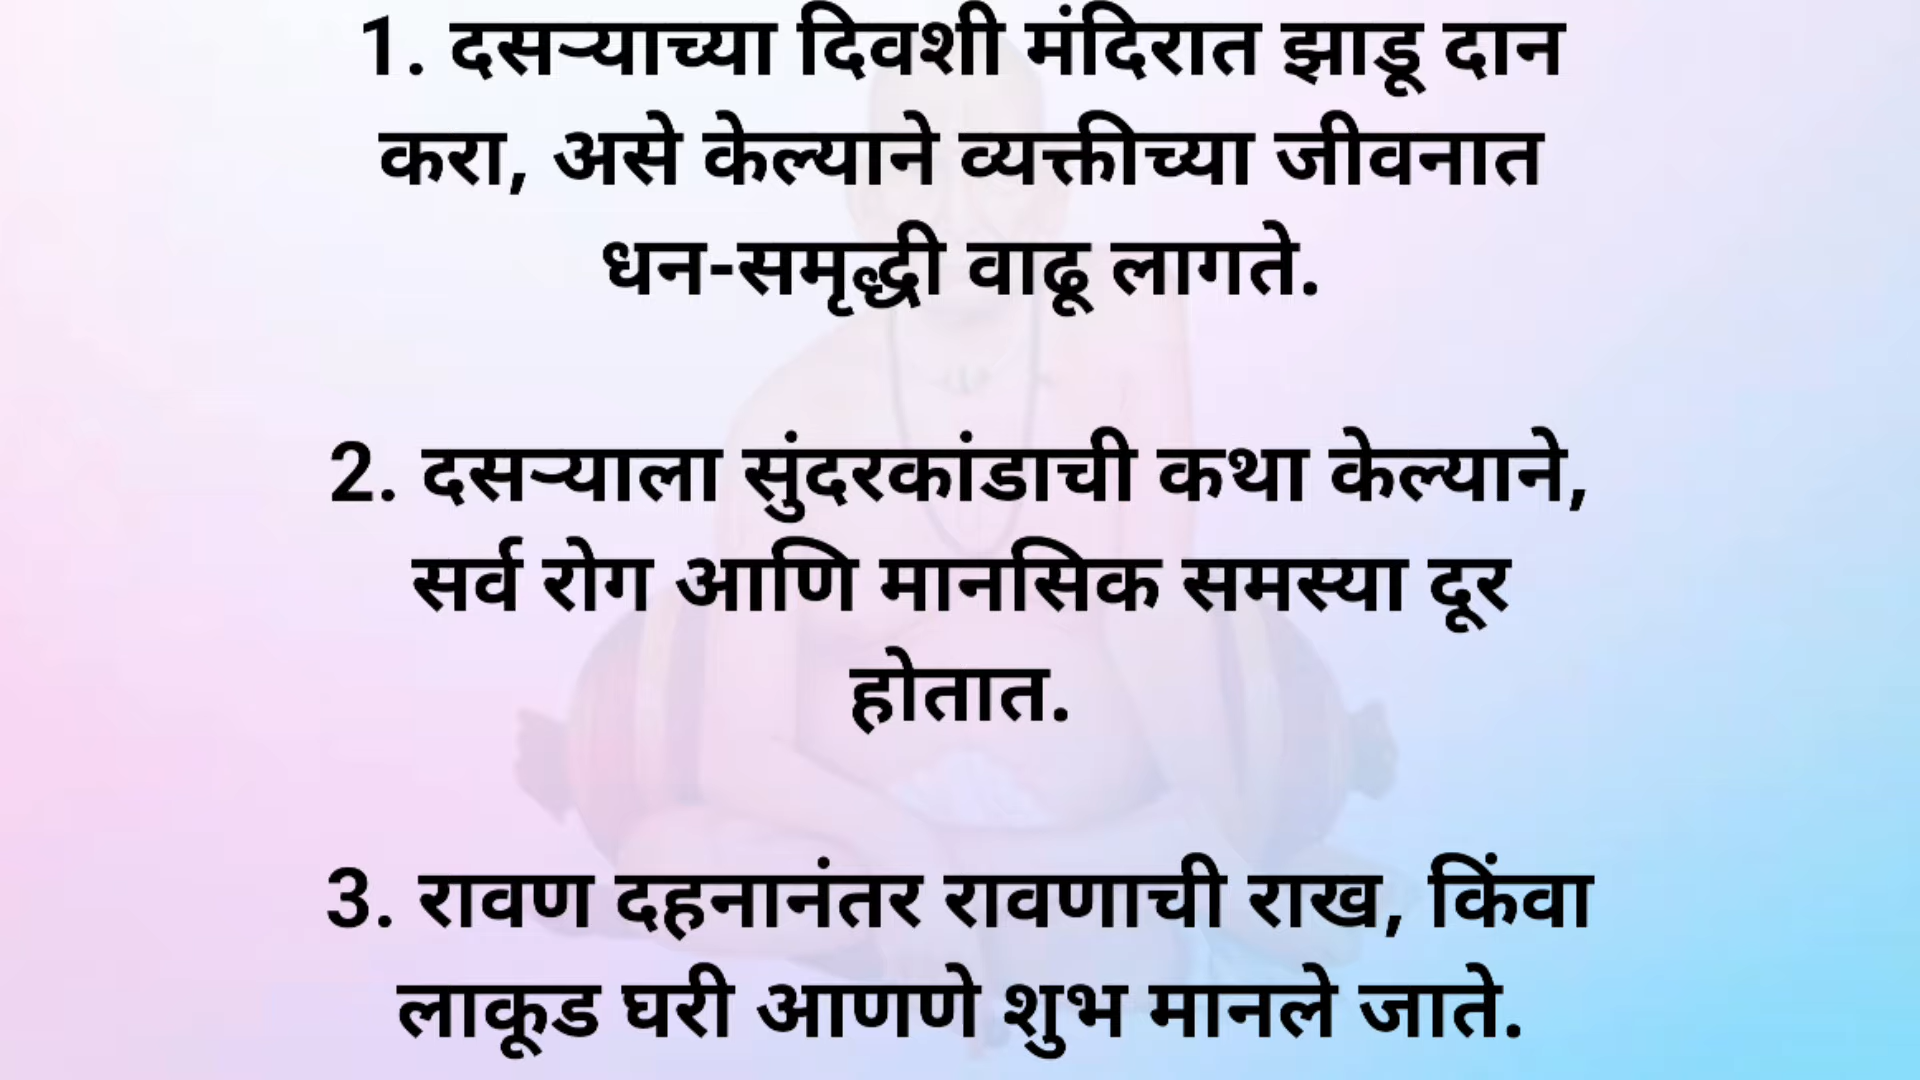 1. दसऱ्याच्या दिवशी मंदिरात झाडू दान
करा, असे केल्याने व्यक्तीच्या जीवनात
धन-समृद्धी वाढू लागते.
2. दसऱ्याला सुंदरकांडाची कथा केल्याने,
सर्व रोग आणि मानसिक समस्या दूर
होतात.
3. रावण दहनानंतर रावणाची राख, किंवा
लाकूड घरी आणणे शुभ मानले जाते.